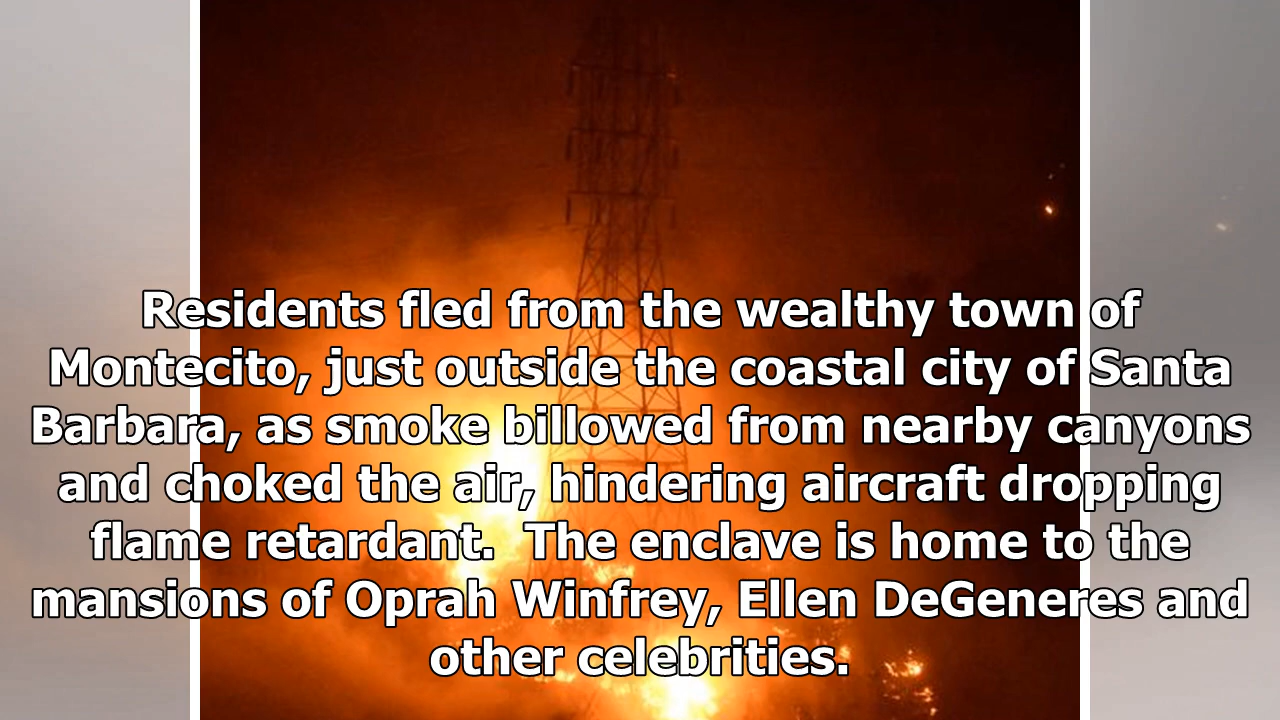 Residents fled from the wealthy town of
Montecito, just outside the coastal city of Santa
Barbara, as smoke billowed from nearby canyons
and choked the air, hindering aircraft dropping
flame retardant.  The enclave is home to the
mansions of Oprah Winfrey, Ellen DeGeneres and
other celebrities.